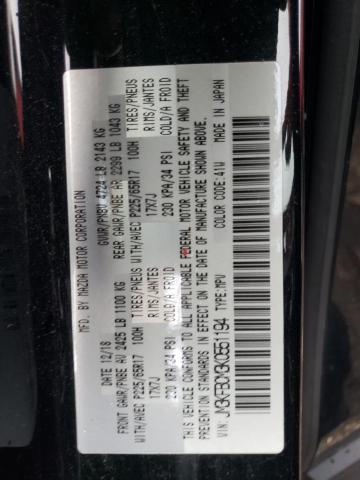 MFD. BY MAZDA MOTOR CORPORATION
DATE 12/18 GVWR/PNBV 4724 LB 2143 KG
FRONT GAWR/PNBE AV 2425 LB 1100 KG REAR GAWR/PNBE AR 2299 LB 1043 KG
WITH/AVEC P225/65R17 100H TIRES/PNEUS WITH/AVEC P225/65R17 100H TIRES/PNEUS
17X7J RIMS/JANTES 17X7J RIMS/JANTES
230 KPA/34 PSI COLD/A FROID 230 KPA/34 PSI COLD/A FROID
THIS VEHICLE CONFORMS TO ALL APPLICABLE FEDERAL MOTOR VEHICLE SAFETY AND THEFT
PREVENTION STANDARDS IN EFFECT ON THE DATE OF MANUFACTURE SHOWN ABOVE.
VIN: JM3KFBCM3K0551194 TYPE:MPV COLOR CODE:41W MADE IN JAPAN